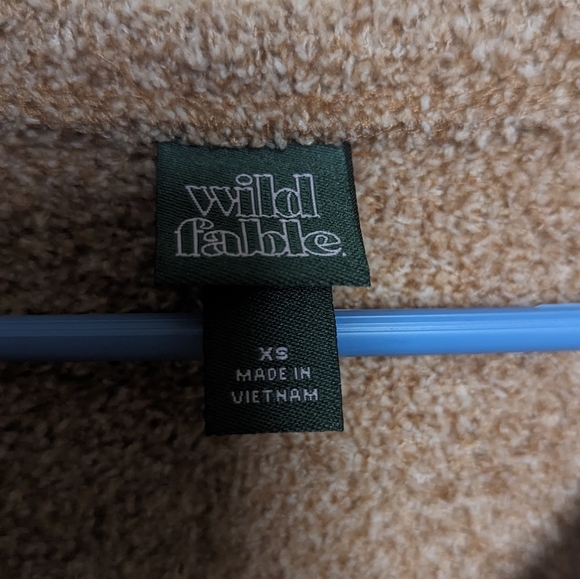 wild
fable.
XS
MADE IN
VIETNAM